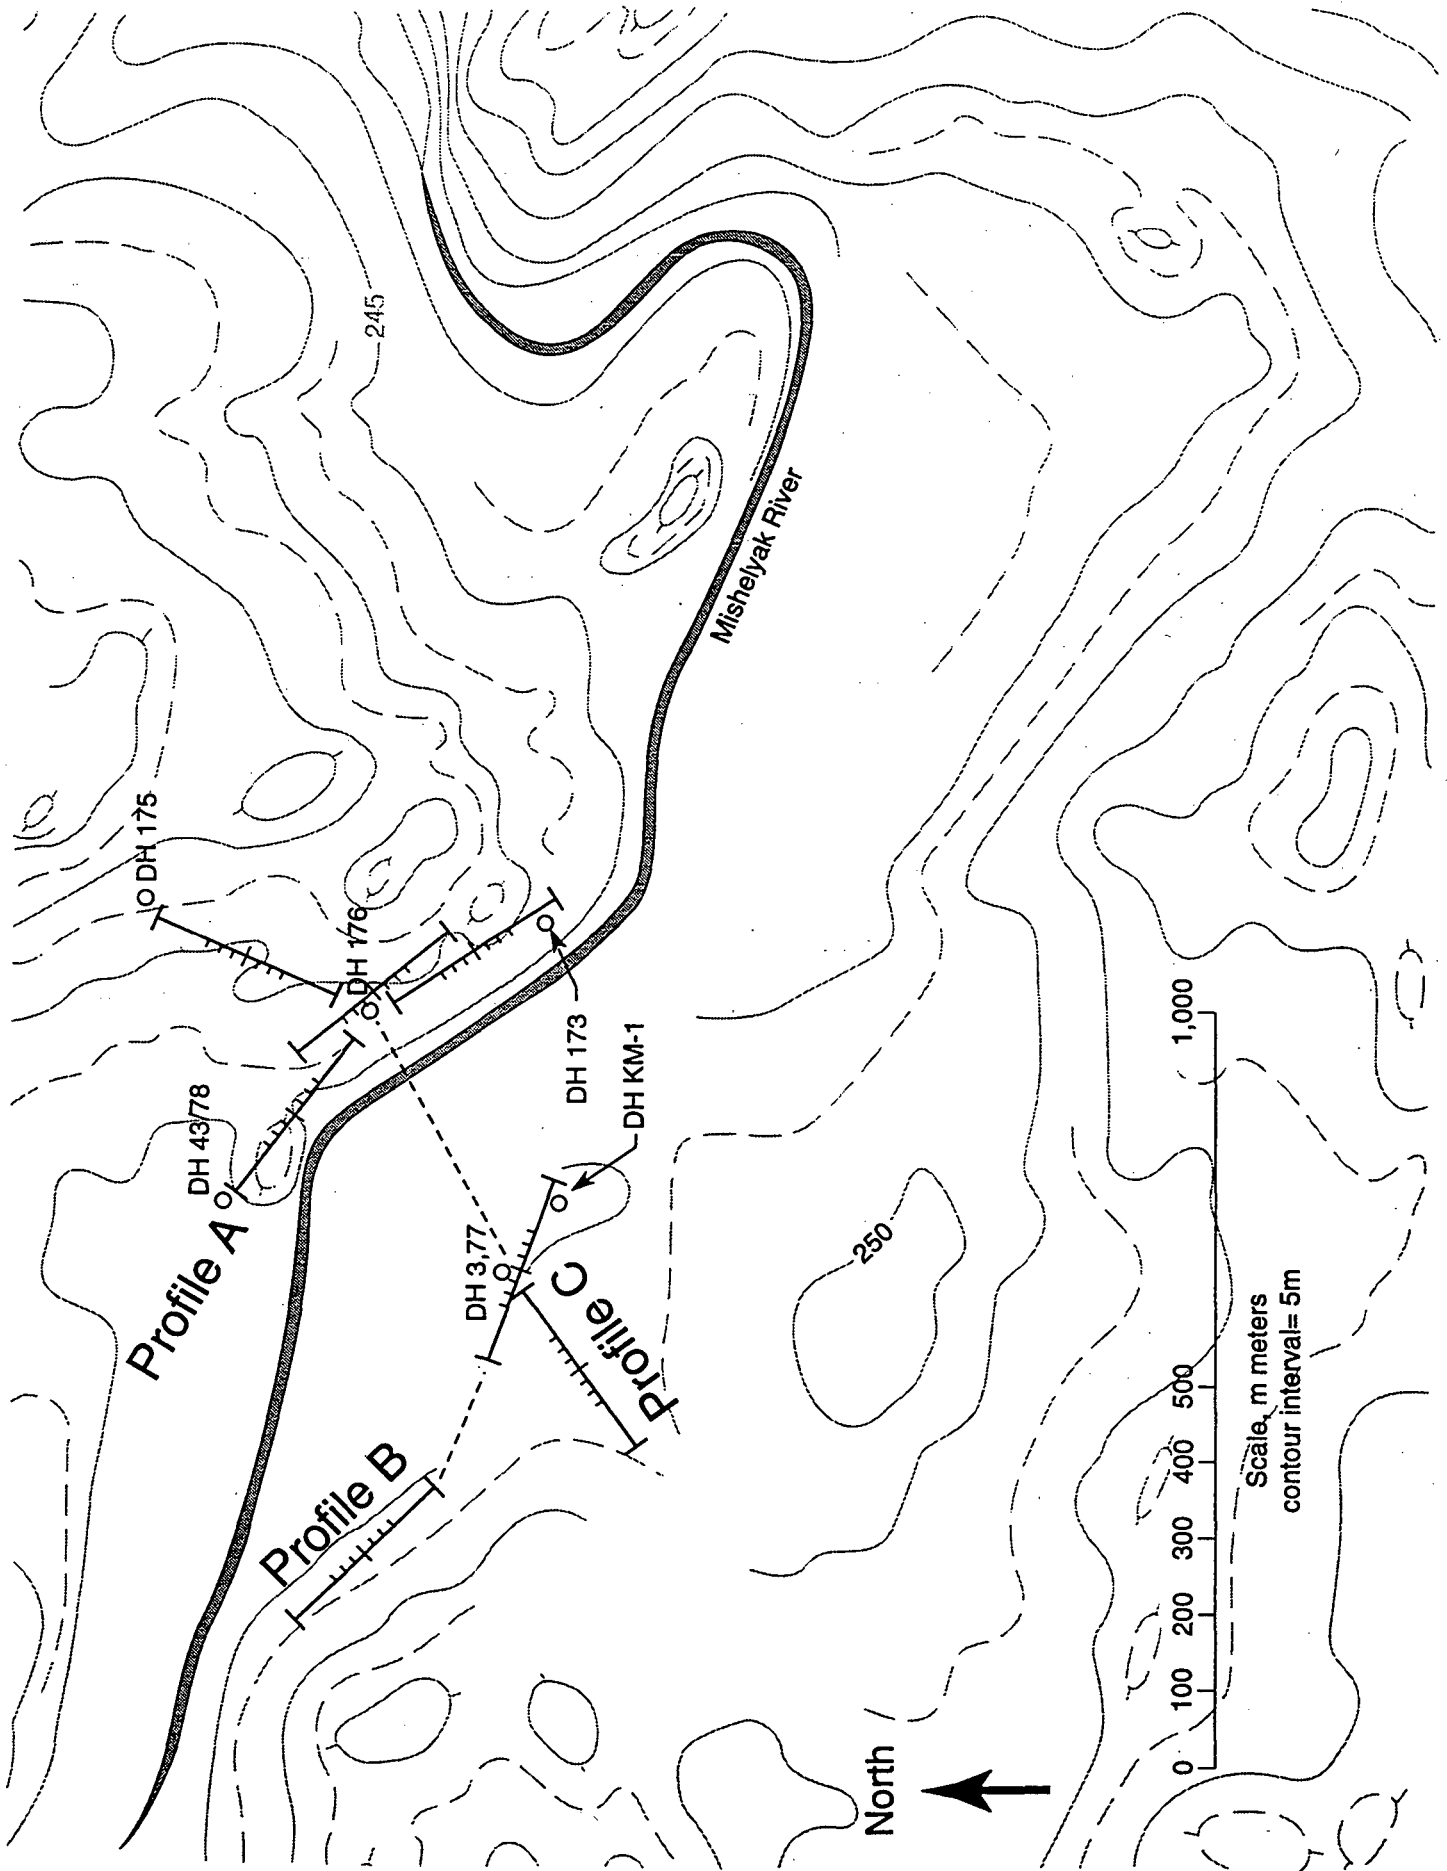 245
DH 175
DH 176
DH 43/78
Profile A
DH 173
DH KM-1
DH 3,77
Profile C
Profile B
Mishelyak River
250
North
0 100 200 300 400 500 1,000
Scale, m meters
contour interval= 5m